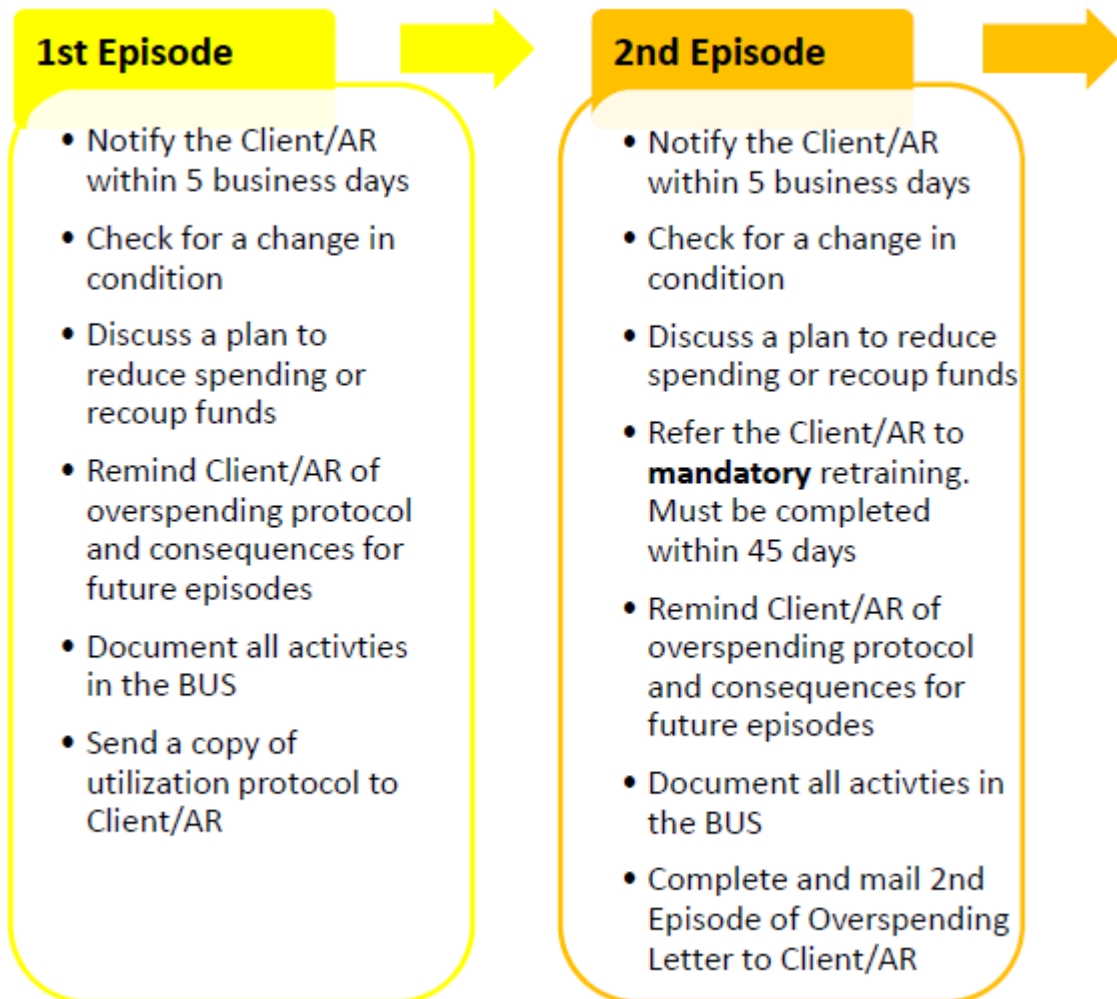 1st Episode
• Notify the Client/AR
within 5 business days
• Check for a change in
condition
• Discuss a plan to
reduce spending or
recoup funds
• Remind Client/AR of
overspending protocol
and consequences for
future episodes
• Document all activties
in the BUS
• Send a copy of
utilization protocol to
Client/AR
2nd Episode
• Notify the Client/AR
within 5 business days
• Check for a change in
condition
• Discuss a plan to reduce
spending or recoup funds
• Refer the Client/AR to
mandatory retraining.
Must be completed
within 45 days
• Remind Client/AR of
overspending protocol
and consequences for
future episodes
• Document all activties in
the BUS
• Complete and mail 2nd
Episode of Overspending
Letter to Client/AR